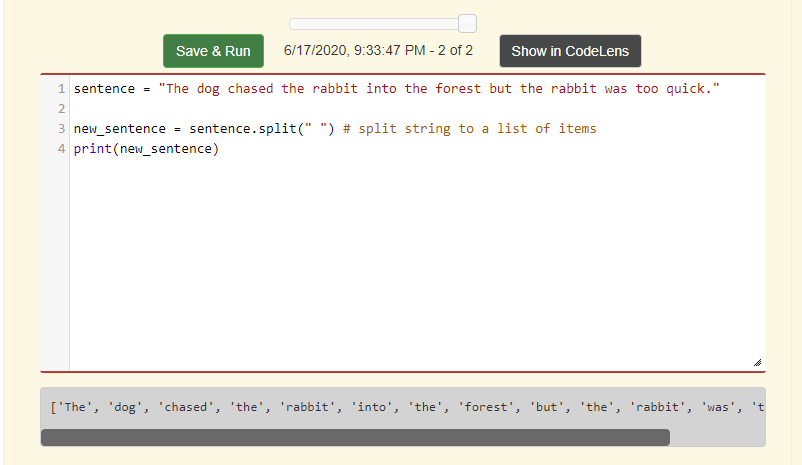 Save & Run 6/17/2020, 9:33:47 PM - 2 of 2 Show in CodeLens
1 sentence = "The dog chased the rabbit into the forest but the rabbit was too quick."
2
3 new_sentence = sentence.split(" ") # split string to a list of items
4 print(new_sentence)
['The', 'dog', 'chased', 'the', 'rabbit', 'into', 'the', 'forest', 'but', 'the', 'rabbit', 'was', 't